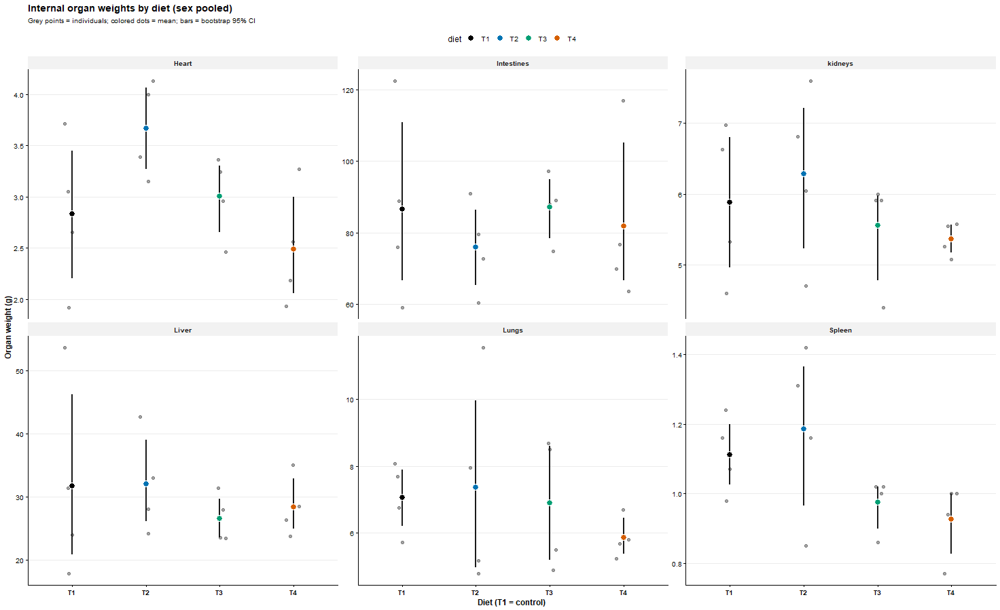 Internal organ weights by diet (sex pooled)
Grey points = individuals; colored dots = mean; bars = bootstrap 95% CI
diet T1 T2 T3 T4
Heart
Intestines
kidneys
4.0
3.5
3.0
2.5
2.0
120
100
80
60
7
6
5
Organ weight (g)
Liver
Lungs
Spleen
50
40
30
20
10
8
6
1.4
1.2
1.0
0.8
T1 T2 T3 T4
T1 T2 T3 T4
T1 T2 T3 T4
Diet (T1 = control)